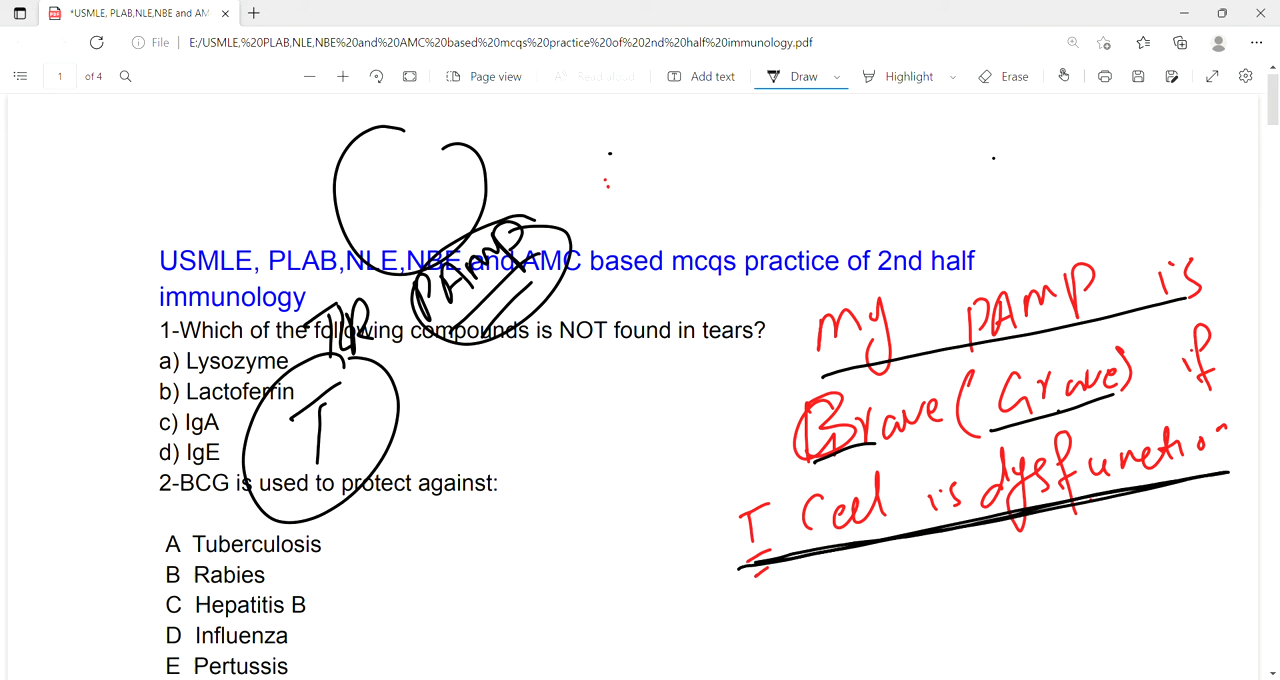 *USMLE, PLAB,NLE,NBE and AM
File E:/USMLE,%20PLAB,NLE,NBE%20and%20AMC%20based%20mcqs%20practice%20of%202nd%20half%20immunology.pdf
1 of 4 Page view Read aloud Add text Draw Highlight Erase
USMLE, PLAB,NLE,NBE and AMC based mcqs practice of 2nd half
immunology
PAMP
my PAMP is
1-Which of the following compounds is NOT found in tears?
a) Lysozyme
b) Lactoferrin
Brave (Grave) if
c) IgA
T
d) IgE
T Cell is dysfunction
2-BCG is used to protect against:
A Tuberculosis
B Rabies
C Hepatitis B
D Influenza
E Pertussis